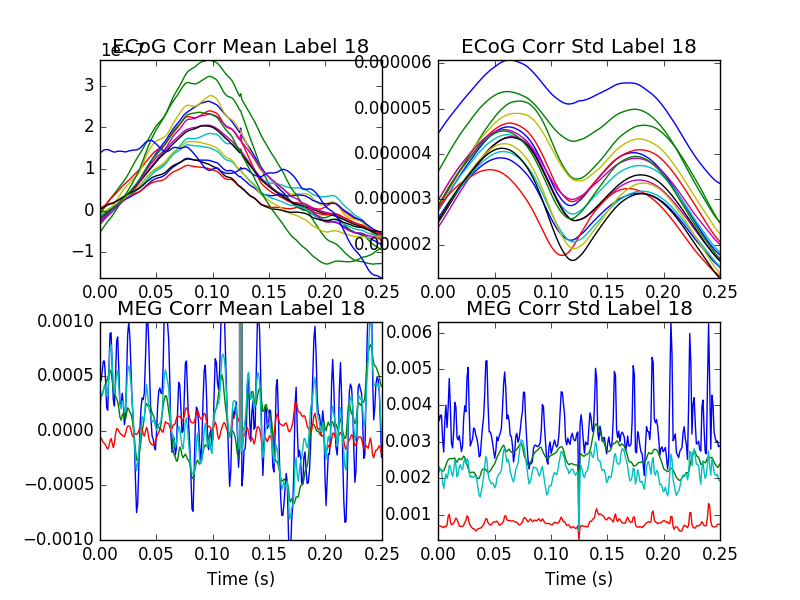 ECoG Corr Mean Label 18
1e−7
3
2
1
0
−1
0.00 0.05 0.10 0.15 0.20 0.25
ECoG Corr Std Label 18
0.000006
0.000005
0.000004
0.000003
0.000002
0.00 0.05 0.10 0.15 0.20 0.25
MEG Corr Mean Label 18
0.0010
0.0005
0.0000
−0.0005
−0.0010
0.00 0.05 0.10 0.15 0.20 0.25
Time (s)
MEG Corr Std Label 18
0.006
0.005
0.004
0.003
0.002
0.001
0.00 0.05 0.10 0.15 0.20 0.25
Time (s)